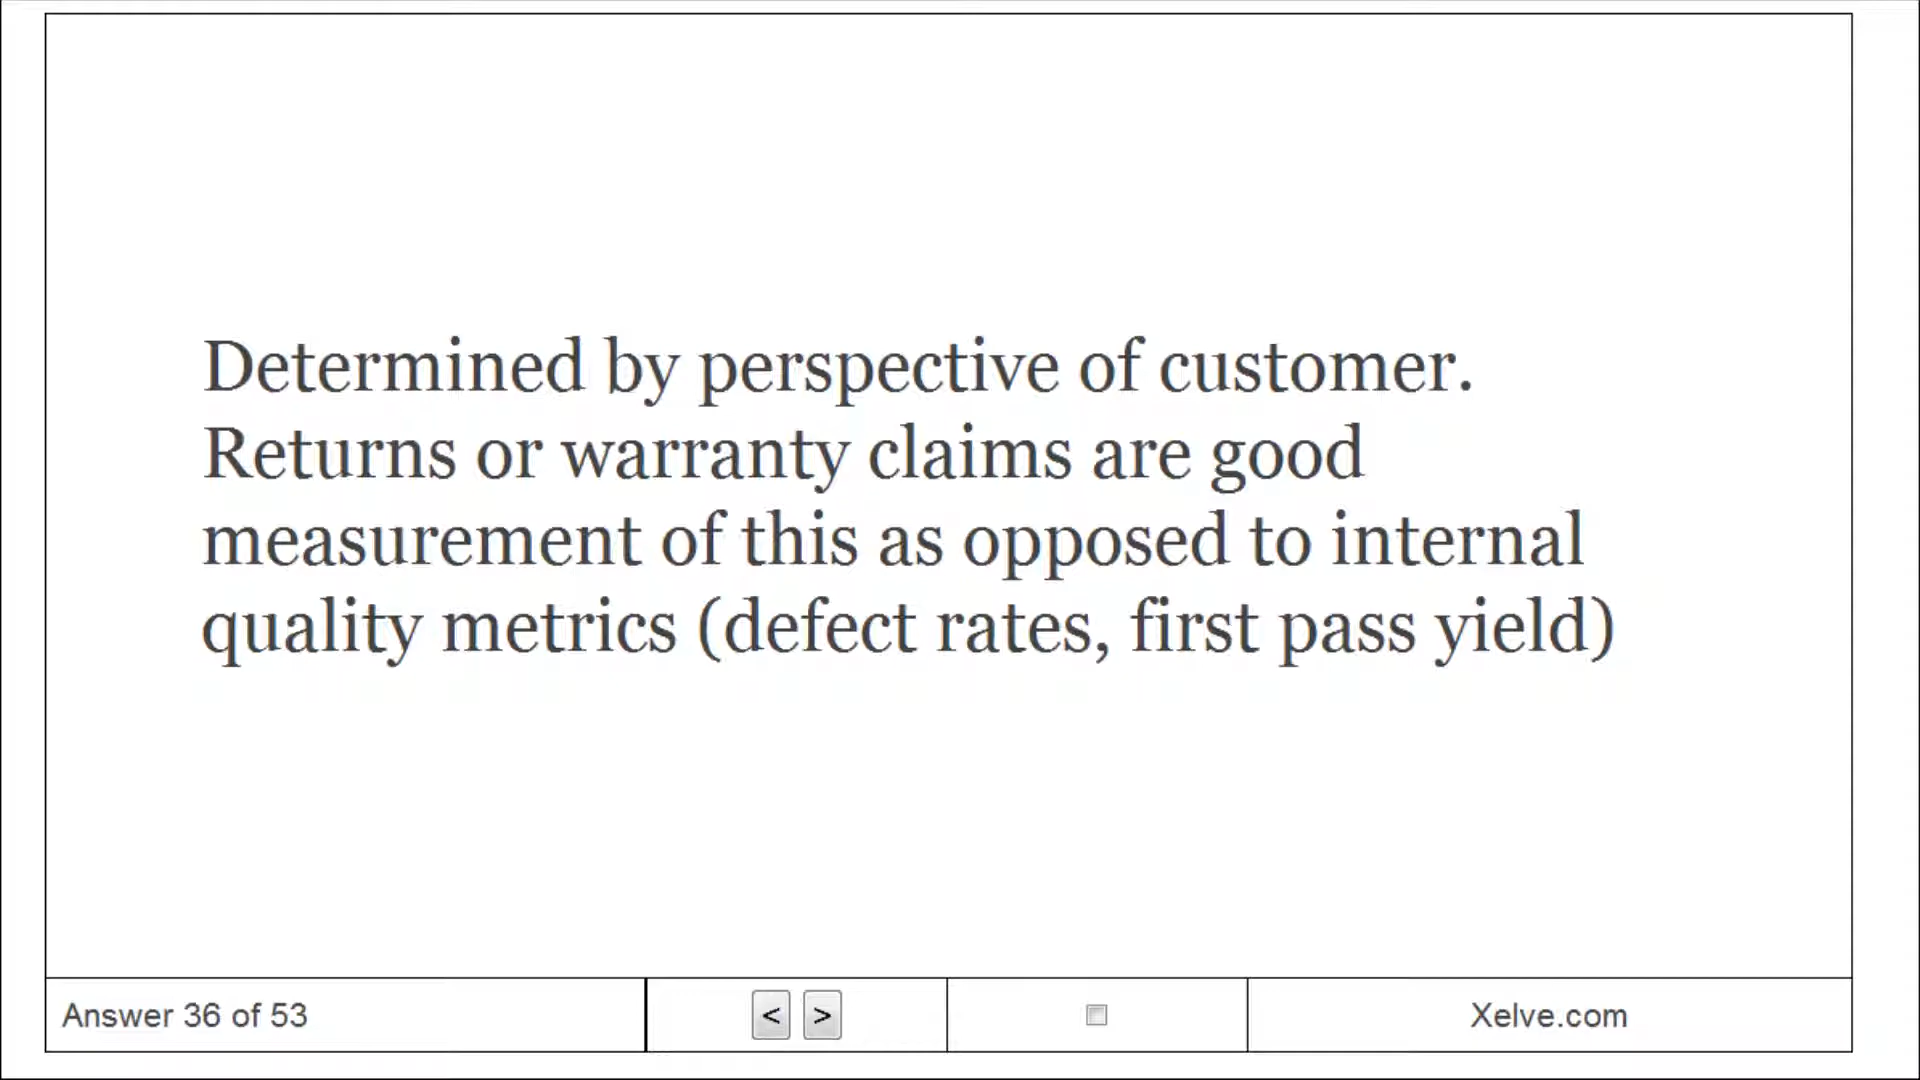 Determined by perspective of customer.
Returns or warranty claims are good
measurement of this as opposed to internal
quality metrics (defect rates, first pass yield)
Answer 36 of 53
< >
Xelve.com